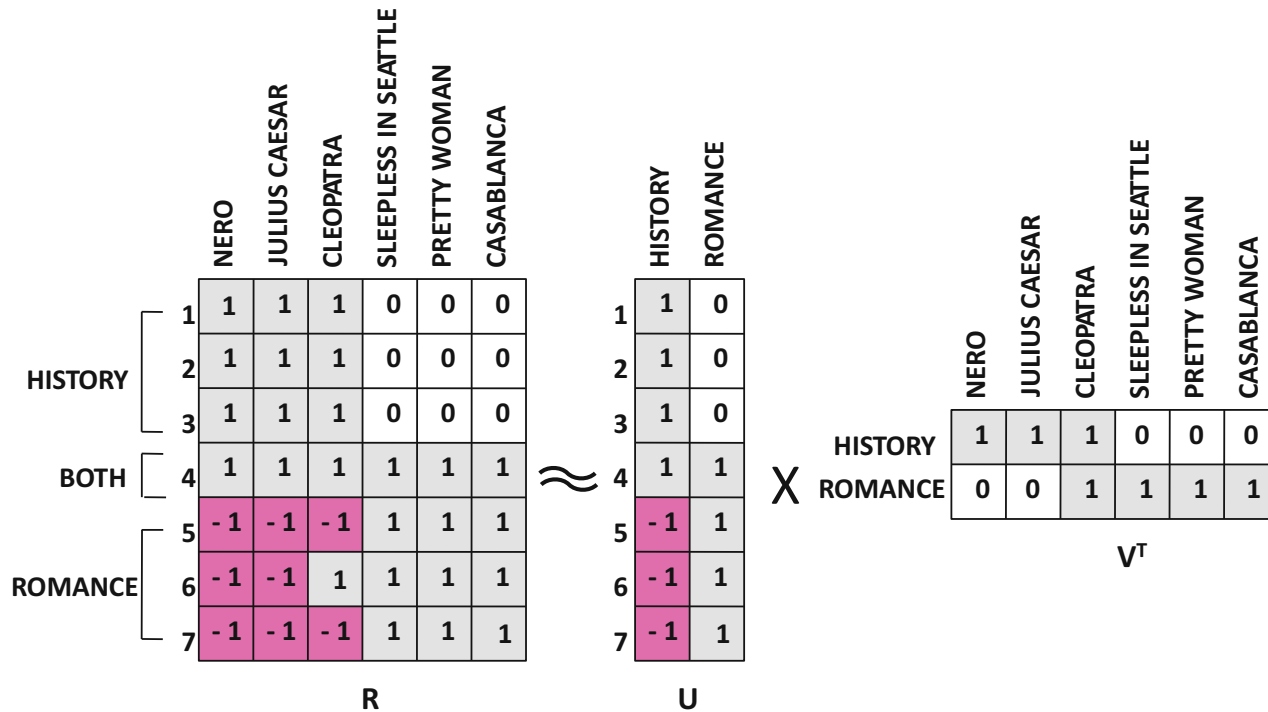 NERO
JULIUS CAESAR
CLEOPATRA
SLEEPLESS IN SEATTLE
PRETTY WOMAN
CASABLANCA
HISTORY
BOTH
ROMANCE
1 1 1 1 0 0 0
2 1 1 1 0 0 0
3 1 1 1 0 0 0
4 1 1 1 1 1 1
5 - 1 - 1 - 1 1 1 1
6 - 1 - 1 1 1 1 1
7 - 1 - 1 - 1 1 1 1
R
≈
HISTORY
ROMANCE
1 1 0
2 1 0
3 1 0
4 1 1
5 - 1 1
6 - 1 1
7 - 1 1
U
X
NERO
JULIUS CAESAR
CLEOPATRA
SLEEPLESS IN SEATTLE
PRETTY WOMAN
CASABLANCA
HISTORY 1 1 1 0 0 0
ROMANCE 0 0 1 1 1 1
Vᵀ